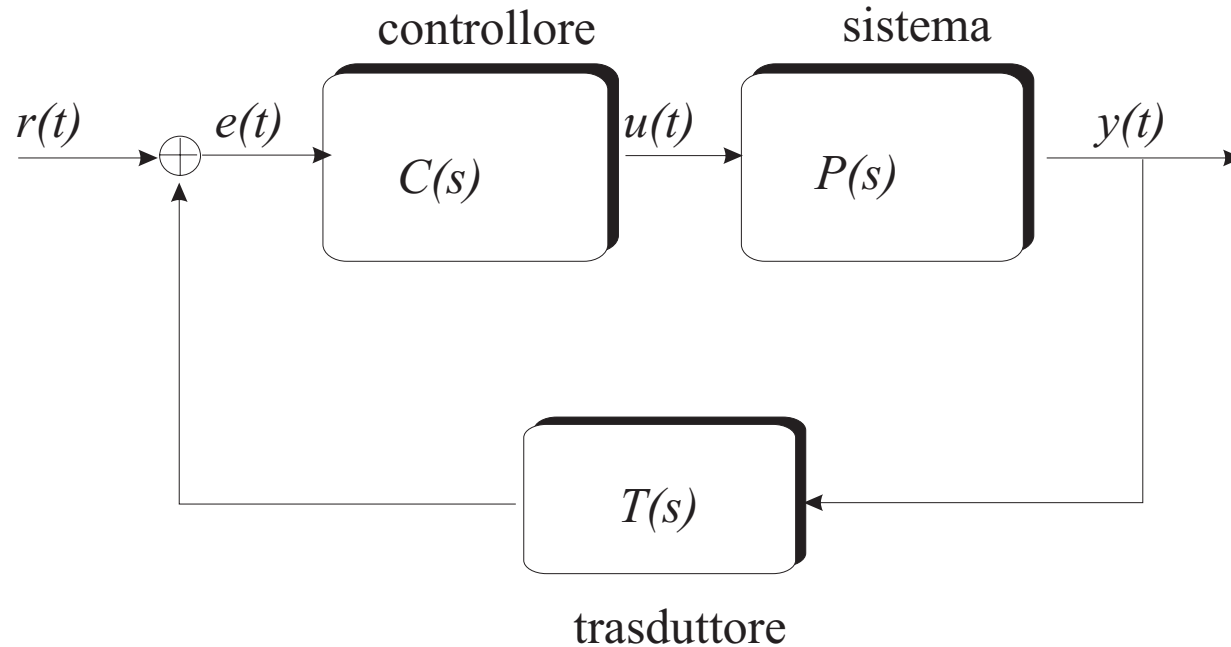 controllore
sistema
r(t)
e(t)
u(t)
y(t)
C(s)
P(s)
T(s)
trasduttore